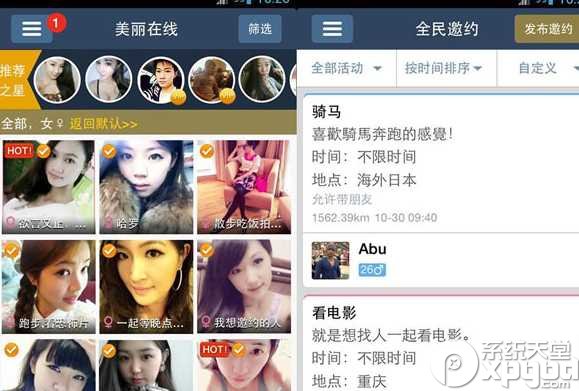 1
美丽在线
筛选
推荐
之星
VIP
VIP
全部，女♀ 返回默认>>
HOT!
欲言又止，...
哈罗
散步吃饭拍...
跑步,看恐怖片
一起等晚点...
我想邀约的人
HOT!
全民邀约
发布邀约
全部活动
按时间排序
自定义
骑马
喜歡騎馬奔跑的感覺！
时间：不限时间
地点：海外日本
允许带朋友
1562.39km 10-30 09:40
Abu
26♂
看电影
就是想找人一起看电影。
时间：不限时间
地点：重庆
系统天堂